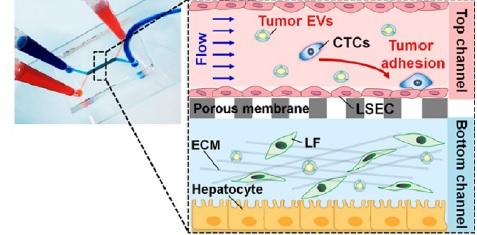 Tumor EVs
CTCs
Tumor
adhesion
Flow
Top channel
Porous membrane
LSEC
ECM
LF
Hepatocyte
Bottom channel